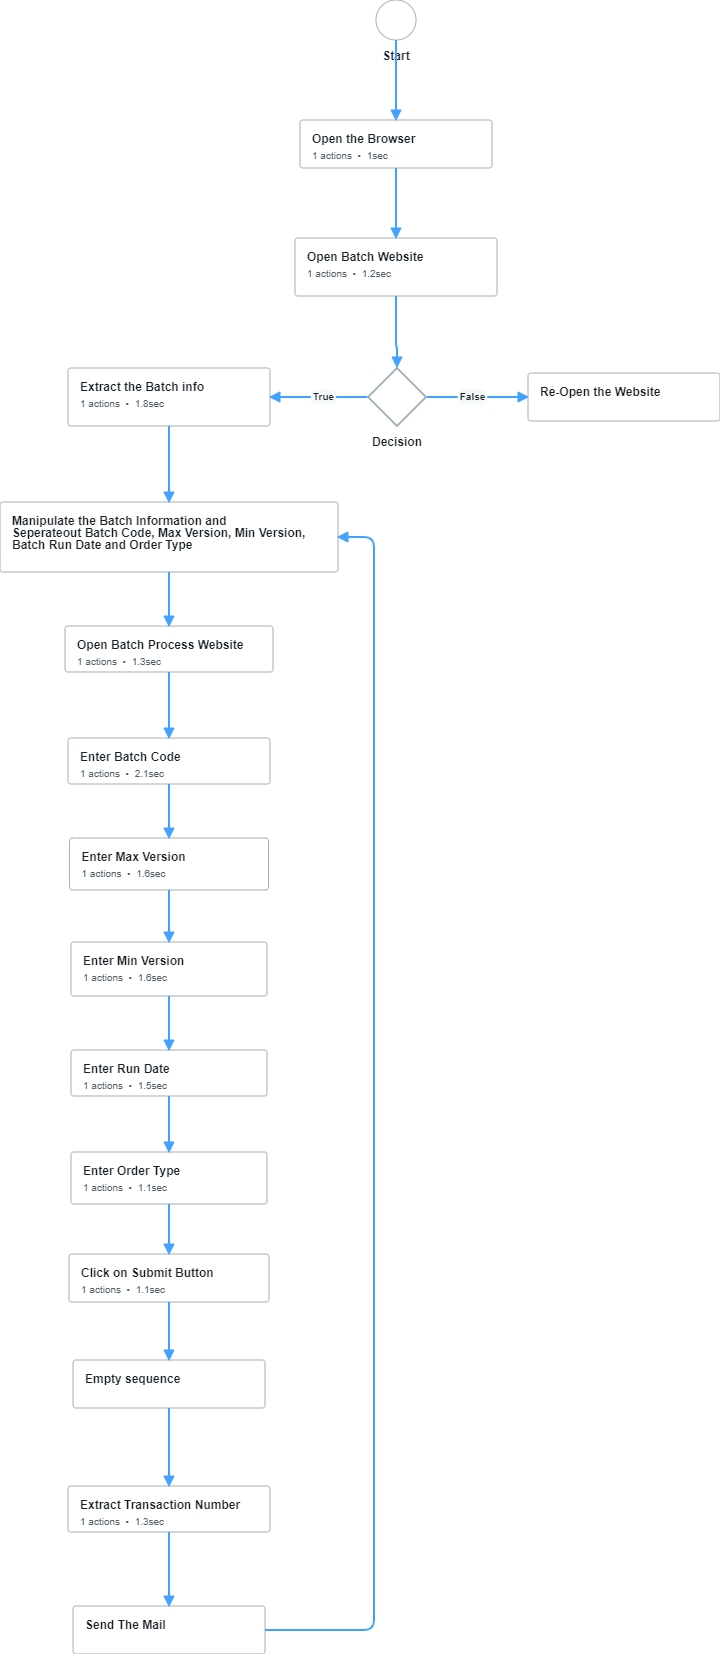 Start
Open the Browser
1 actions • 1sec
Open Batch Website
1 actions • 1.2sec
Extract the Batch info
1 actions • 1.8sec
True
False
Re-Open the Website
Decision
Manipulate the Batch Information and
Seperateout Batch Code, Max Version, Min Version,
Batch Run Date and Order Type
Open Batch Process Website
1 actions • 1.3sec
Enter Batch Code
1 actions • 2.1sec
Enter Max Version
1 actions • 1.6sec
Enter Min Version
1 actions • 1.6sec
Enter Run Date
1 actions • 1.5sec
Enter Order Type
1 actions • 1.1sec
Click on Submit Button
1 actions • 1.1sec
Empty sequence
Extract Transaction Number
1 actions • 1.3sec
Send The Mail